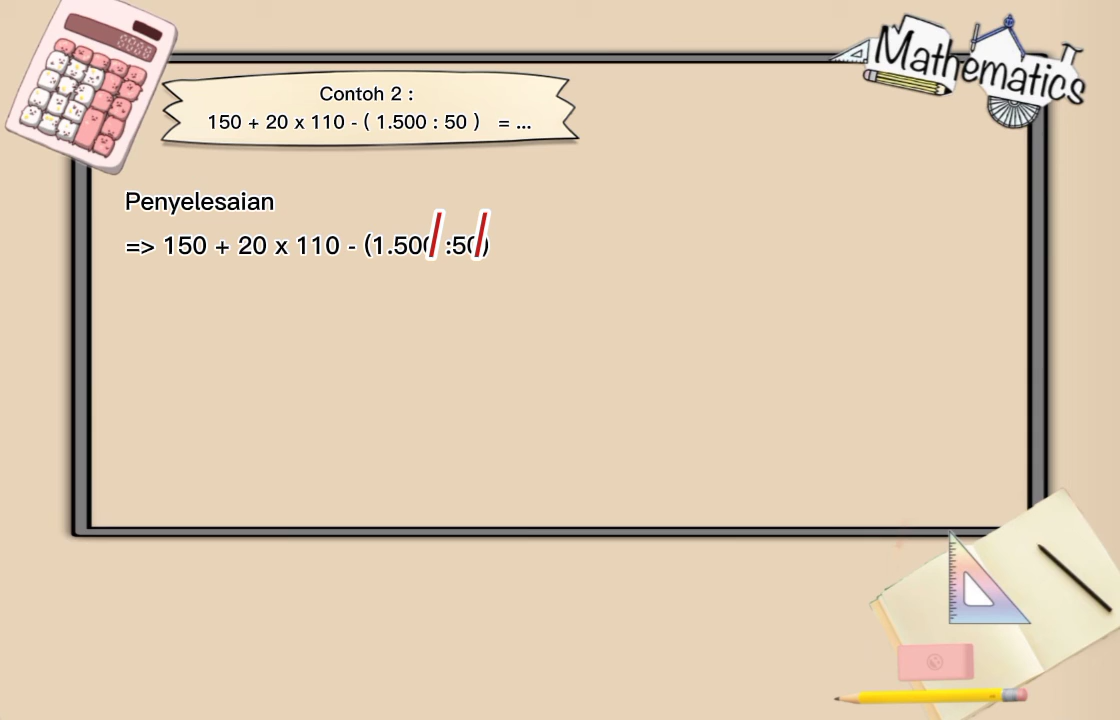 Mathematics
Contoh 2 :
150 + 20 x 110 - ( 1.500 : 50 ) = ...
Penyelesaian
=> 150 + 20 x 110 - (1.500 :50)